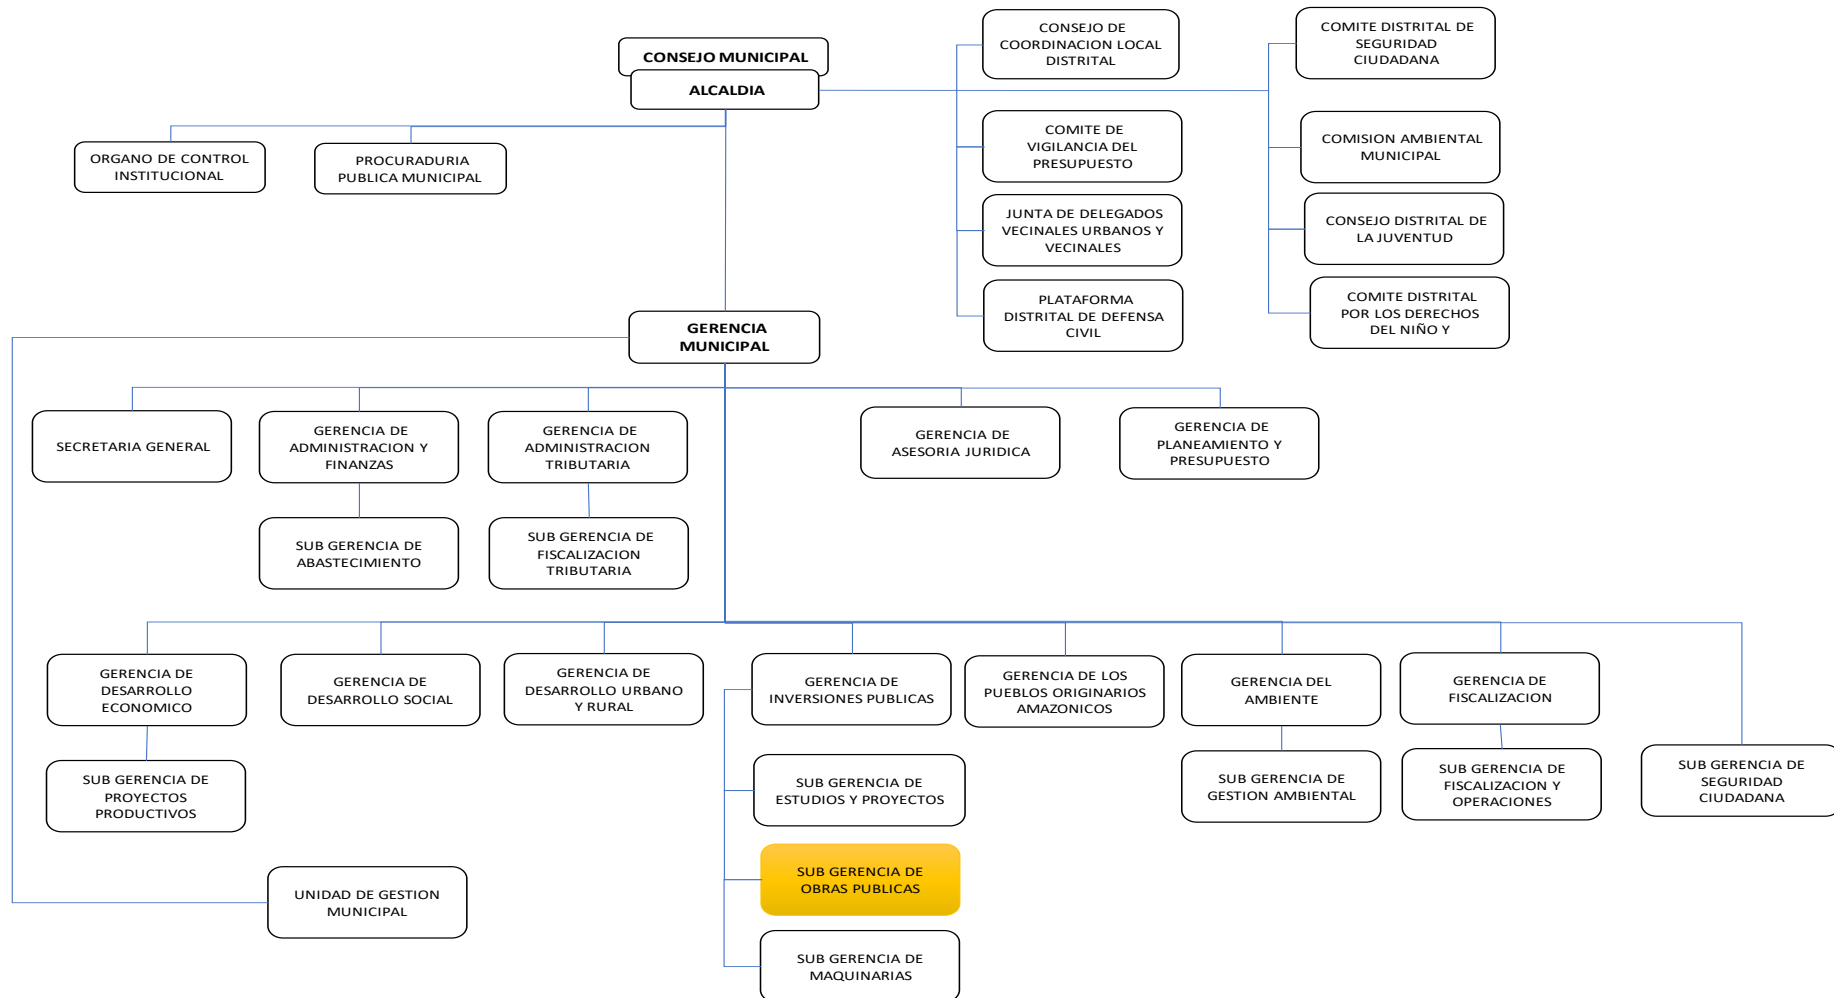 CONSEJO MUNICIPAL
ALCALDIA
CONSEJO DE
COORDINACION LOCAL
DISTRITAL
COMITE DISTRITAL DE
SEGURIDAD
CIUDADANA
ORGANO DE CONTROL
INSTITUCIONAL
PROCURADURIA
PUBLICA MUNICIPAL
COMITE DE
VIGILANCIA DEL
PRESUPUESTO
COMISION AMBIENTAL
MUNICIPAL
JUNTA DE DELEGADOS
VECINALES URBANOS Y
VECINALES
CONSEJO DISTRITAL DE
LA JUVENTUD
PLATAFORMA
DISTRITAL DE DEFENSA
CIVIL
COMITE DISTRITAL
POR LOS DERECHOS
DEL NIÑO Y
GERENCIA
MUNICIPAL
SECRETARIA GENERAL
GERENCIA DE
ADMINISTRACION Y
FINANZAS
GERENCIA DE
ADMINISTRACION
TRIBUTARIA
GERENCIA DE
ASESORIA JURIDICA
GERENCIA DE
PLANEAMIENTO Y
PRESUPUESTO
SUB GERENCIA DE
ABASTECIMIENTO
SUB GERENCIA DE
FISCALIZACION
TRIBUTARIA
GERENCIA DE
DESARROLLO
ECONOMICO
GERENCIA DE
DESARROLLO SOCIAL
GERENCIA DE
DESARROLLO URBANO
Y RURAL
GERENCIA DE
INVERSIONES PUBLICAS
GERENCIA DE LOS
PUEBLOS ORIGINARIOS
AMAZONICOS
GERENCIA DEL
AMBIENTE
GERENCIA DE
FISCALIZACION
SUB GERENCIA DE
PROYECTOS
PRODUCTIVOS
SUB GERENCIA DE
ESTUDIOS Y PROYECTOS
SUB GERENCIA DE
GESTION AMBIENTAL
SUB GERENCIA DE
FISCALIZACION Y
OPERACIONES
SUB GERENCIA DE
SEGURIDAD
CIUDADANA
UNIDAD DE GESTION
MUNICIPAL
SUB GERENCIA DE
OBRAS PUBLICAS
SUB GERENCIA DE
MAQUINARIAS